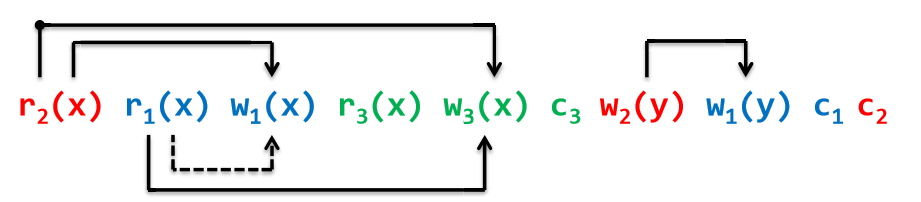 r₂(x) r₁(x) w₁(x) r₃(x) w₃(x) c₃ w₂(y) w₁(y) c₁ c₂